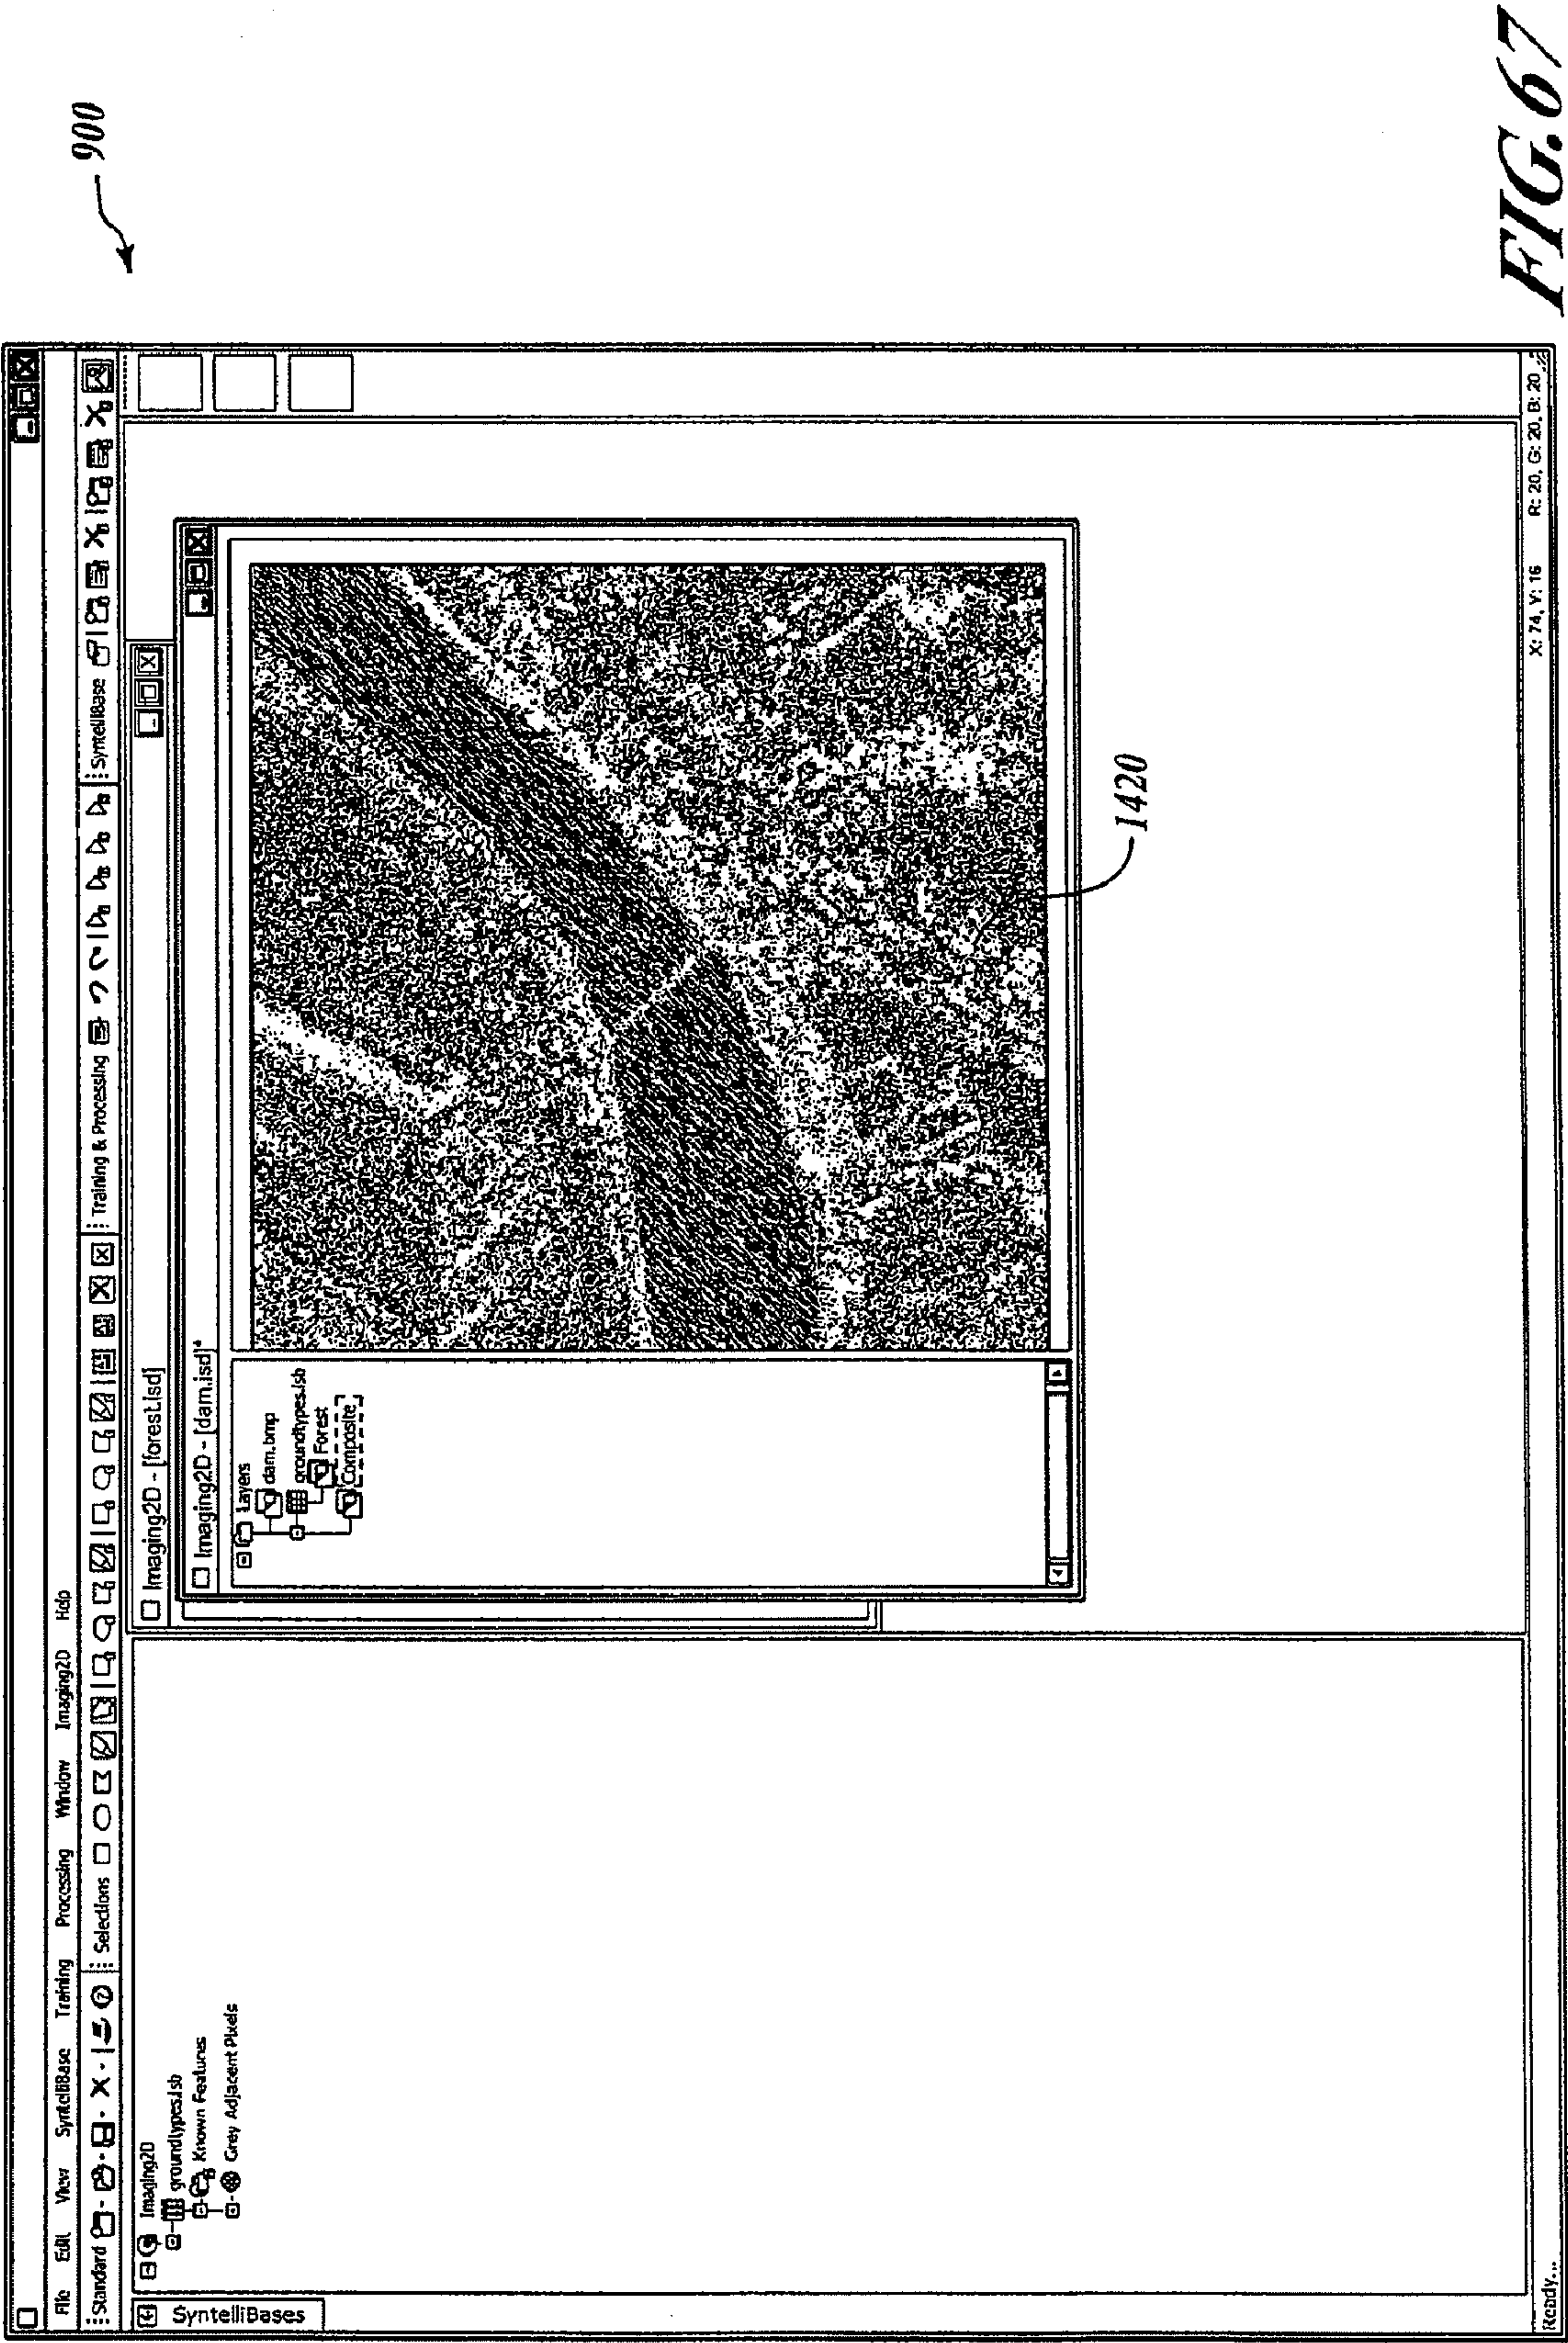 900
File Edit View SyntelliBase Training Processing Window Imaging2D Help
Standard Selections Training & Processing SyntelliBase
SyntelliBases
Imaging2D
groundtypes.lsb
Known Features
Grey Adjacent Pixels
Imaging2D - [forest.lsd]
Imaging2D - [dam.isd]*
Layers
dam.bmp
groundtypes.lsb
Forest
Composite
1420
Ready...
X: 74, Y: 16 R: 20, G: 20, B: 20
FIG. 67